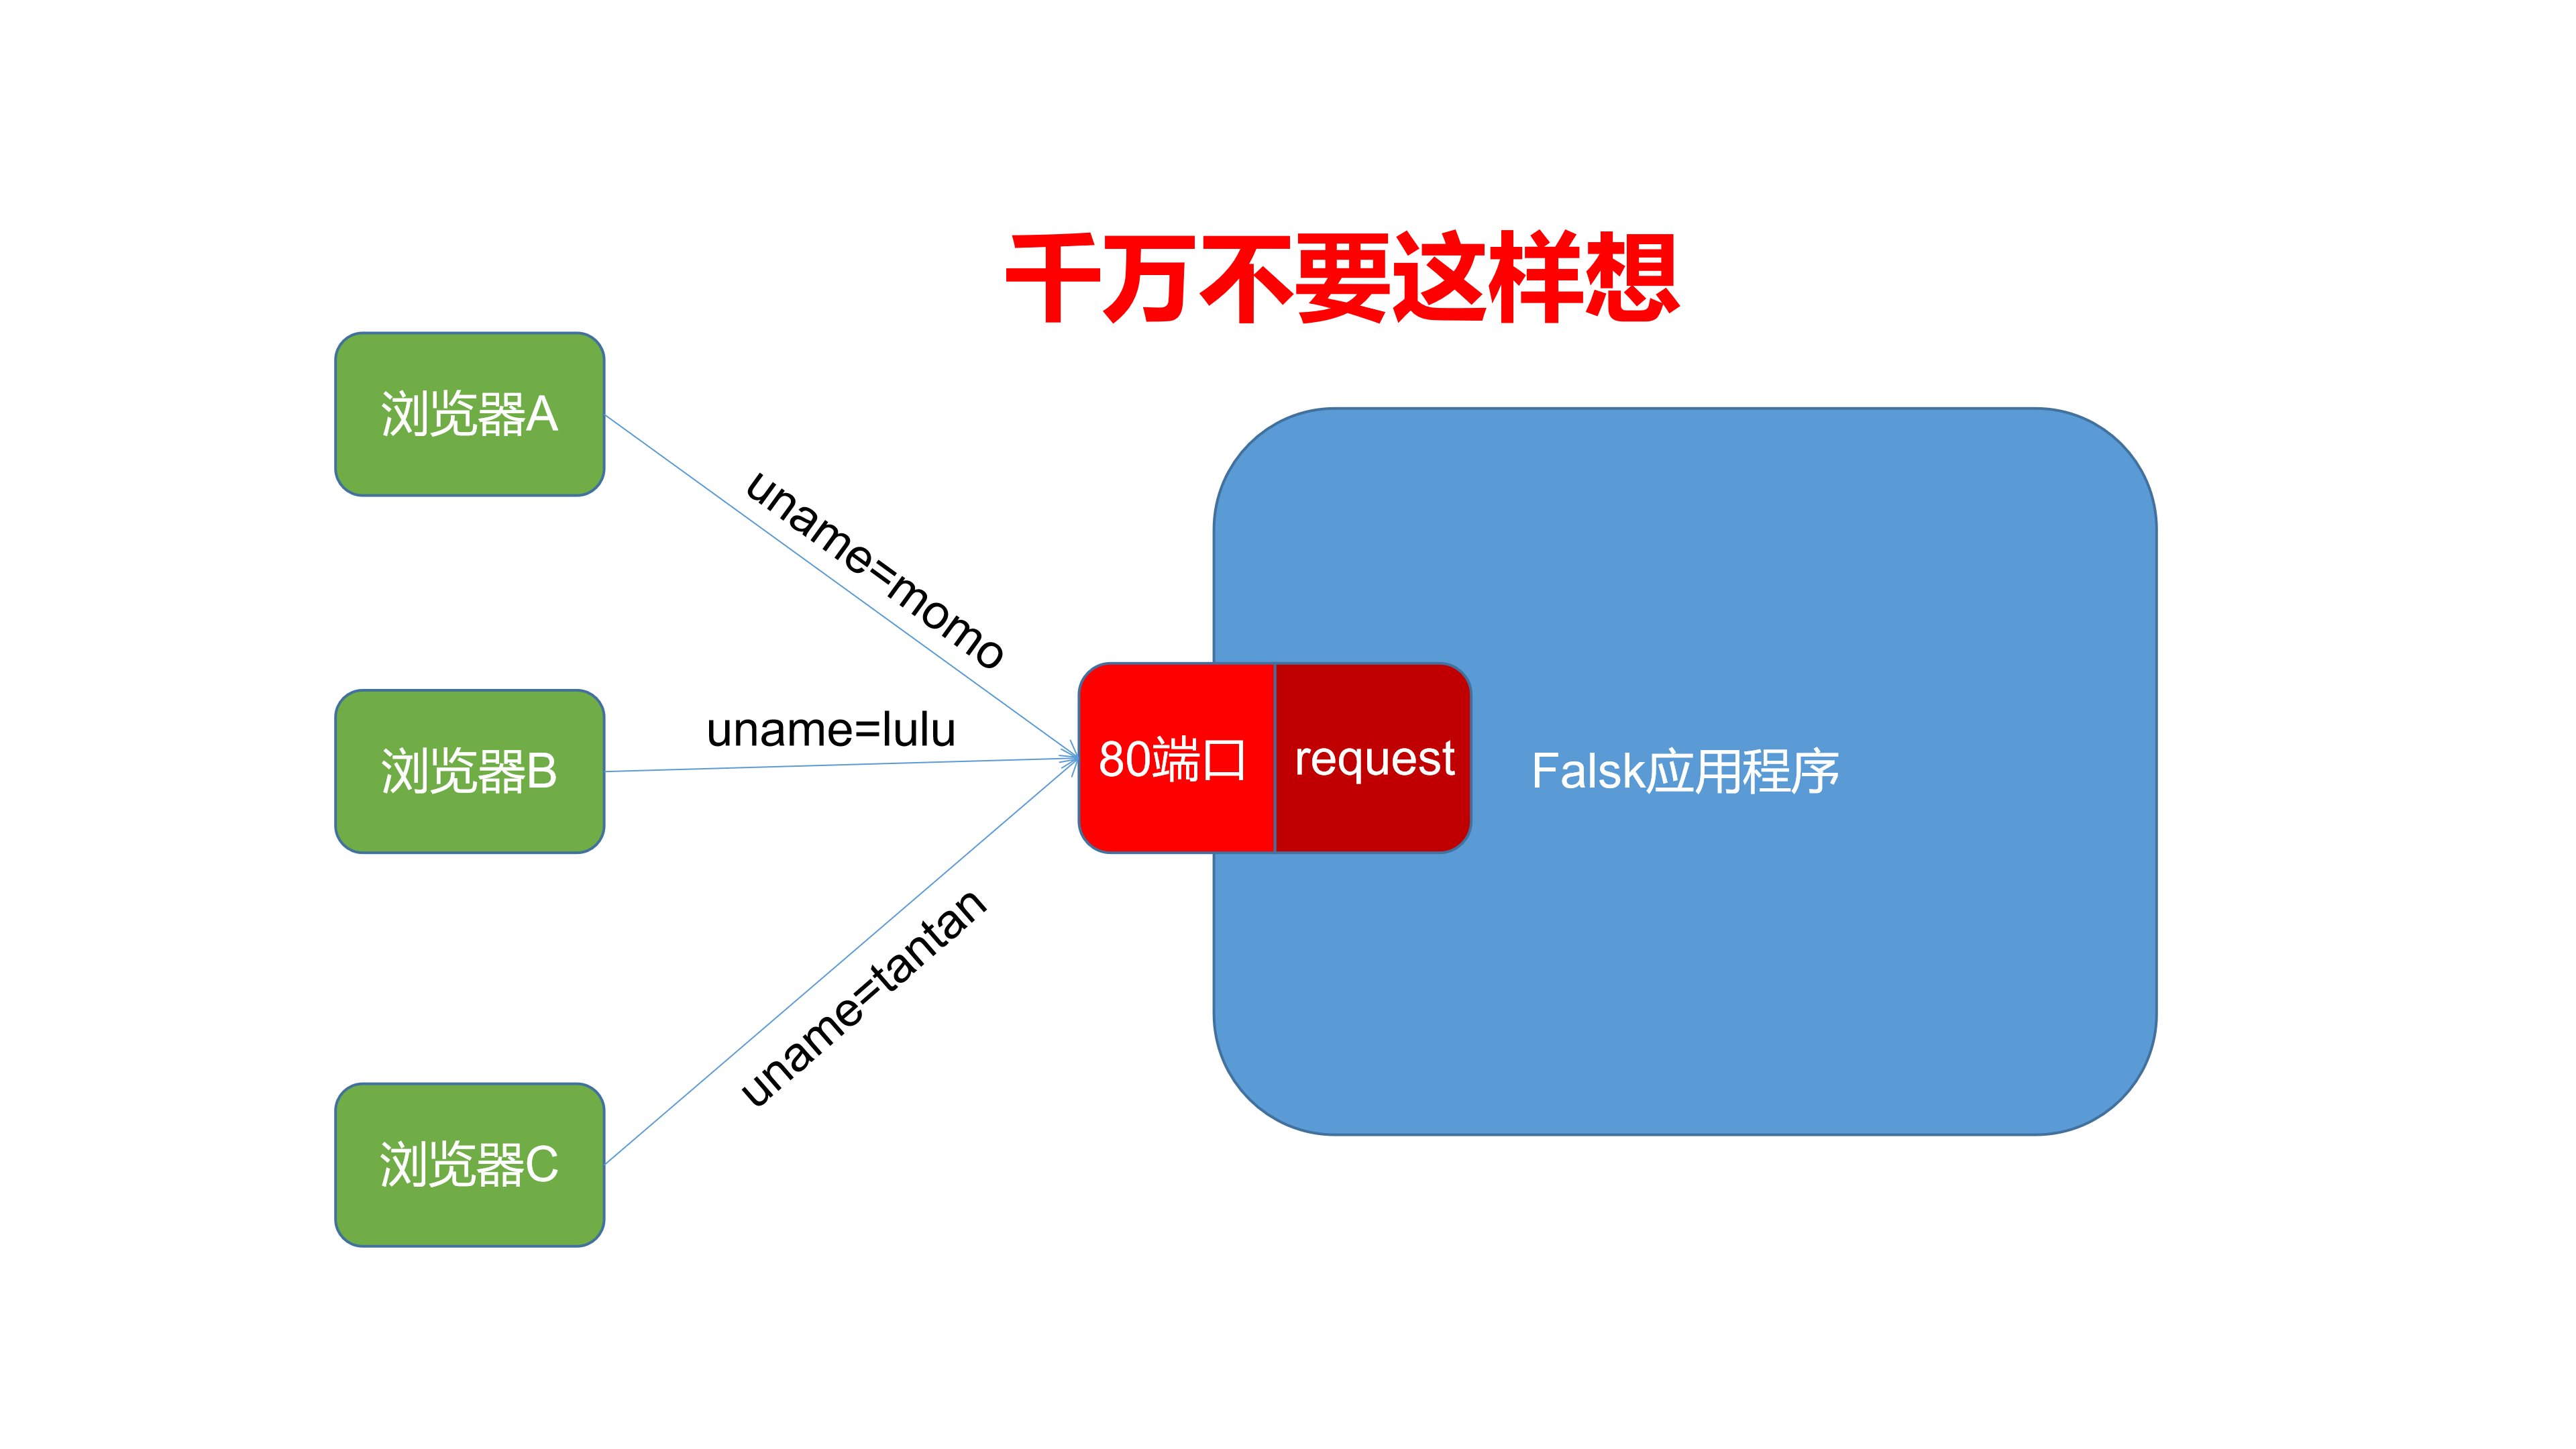 千万不要这样想
浏览器A
uname=momo
浏览器B
uname=lulu
80端口
request
Falsk应用程序
uname=tantan
浏览器C